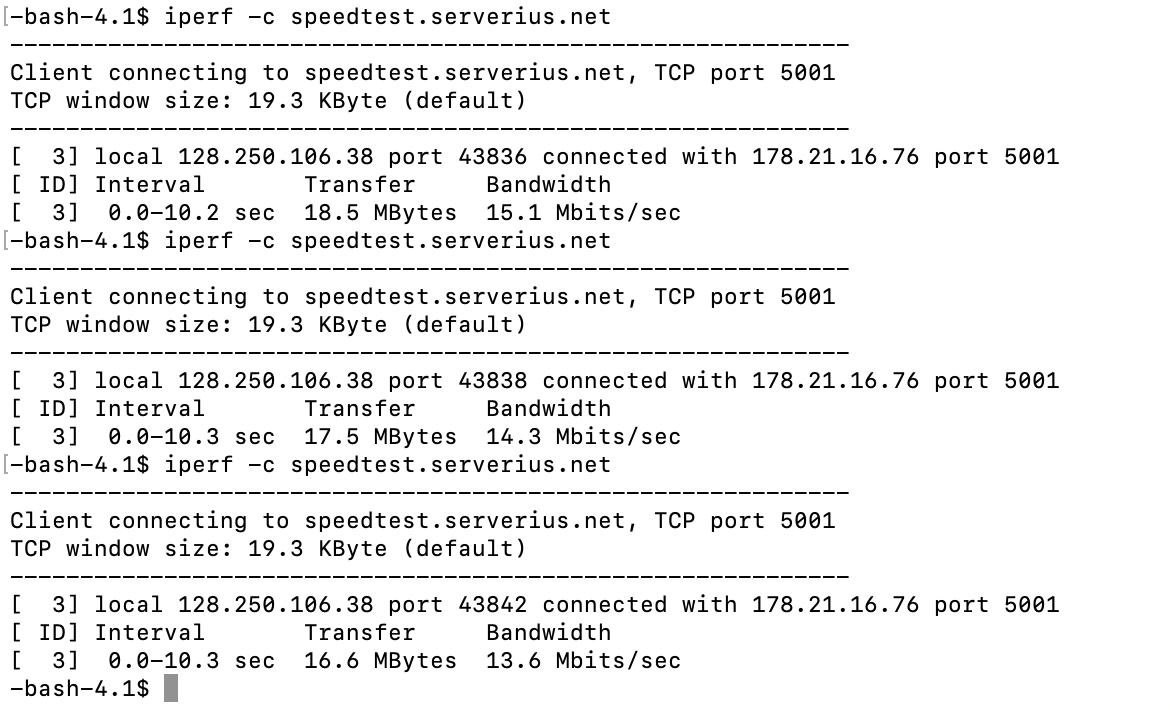 [-bash-4.1$ iperf -c speedtest.serverius.net
------------------------------------------------------------
Client connecting to speedtest.serverius.net, TCP port 5001
TCP window size: 19.3 KByte (default)
------------------------------------------------------------
[  3] local 128.250.106.38 port 43836 connected with 178.21.16.76 port 5001
[ ID] Interval       Transfer     Bandwidth
[  3]  0.0-10.2 sec  18.5 MBytes  15.1 Mbits/sec
[-bash-4.1$ iperf -c speedtest.serverius.net
------------------------------------------------------------
Client connecting to speedtest.serverius.net, TCP port 5001
TCP window size: 19.3 KByte (default)
------------------------------------------------------------
[  3] local 128.250.106.38 port 43838 connected with 178.21.16.76 port 5001
[ ID] Interval       Transfer     Bandwidth
[  3]  0.0-10.3 sec  17.5 MBytes  14.3 Mbits/sec
[-bash-4.1$ iperf -c speedtest.serverius.net
------------------------------------------------------------
Client connecting to speedtest.serverius.net, TCP port 5001
TCP window size: 19.3 KByte (default)
------------------------------------------------------------
[  3] local 128.250.106.38 port 43842 connected with 178.21.16.76 port 5001
[ ID] Interval       Transfer     Bandwidth
[  3]  0.0-10.3 sec  16.6 MBytes  13.6 Mbits/sec
-bash-4.1$